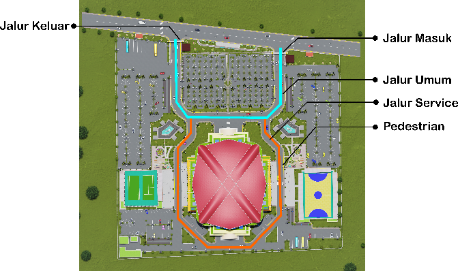 Jalur Keluar
Jalur Masuk
Jalur Umum
Jalur Service
Pedestrian